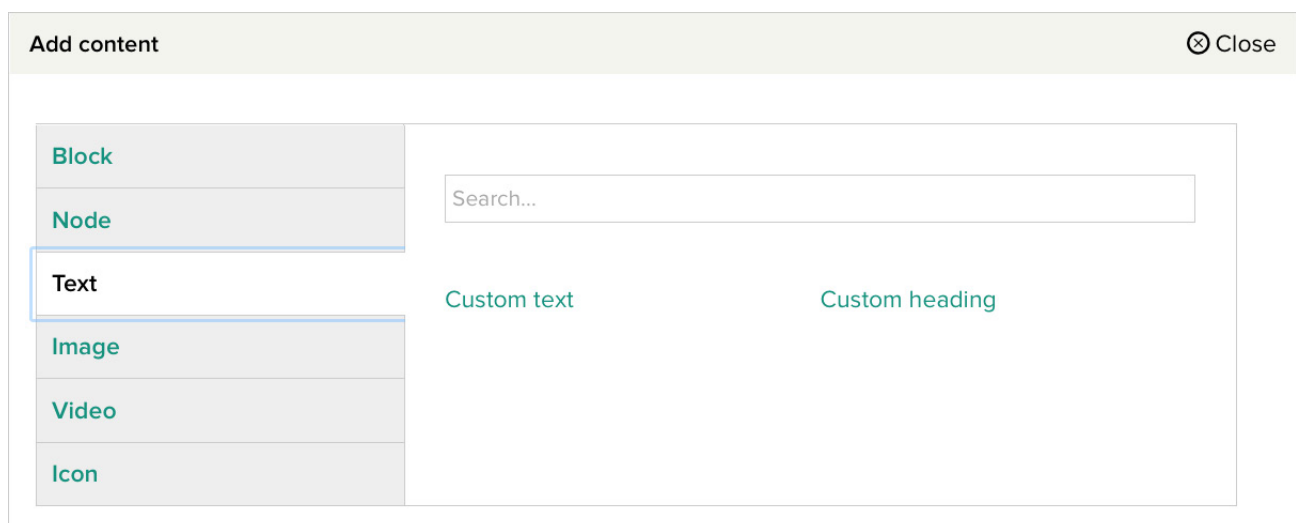 Add content
Close
Block
Node
Text
Image
Video
Icon
Search...
Custom text
Custom heading